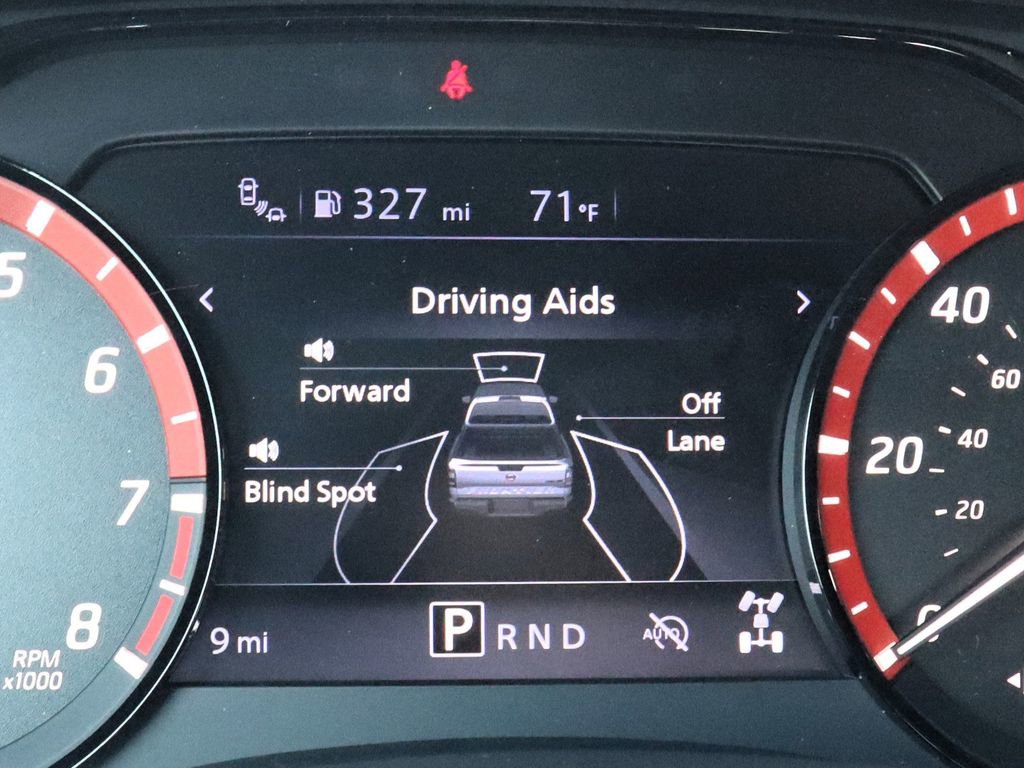 327 mi 71°F
Driving Aids
Forward
Off
Lane
Blind Spot
9 mi P R N D AUTO
5
6
7
8
RPM
x1000
40
20
0
60
40
20